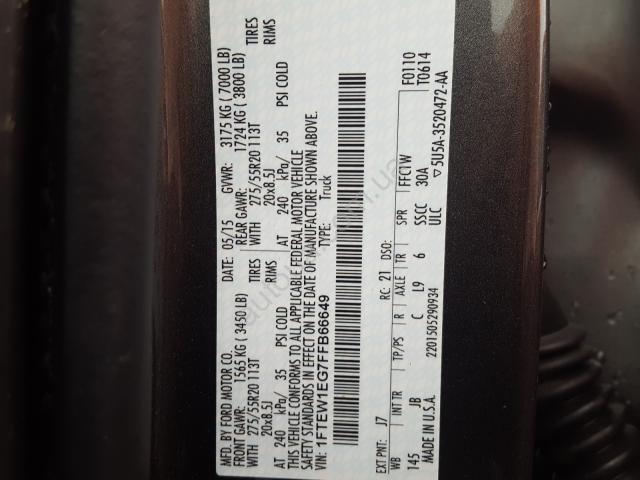 MFD. BY FORD MOTOR CO.
DATE: 05/15 GVWR: 3175 KG ( 7000 LB)
FRONT GAWR: 1565 KG ( 3450 LB) REAR GAWR: 1724 KG ( 3800 LB)
WITH 275/55R20 113T TIRES WITH 275/55R20 113T TIRES
20x8.5J RIMS 20x8.5J RIMS
AT 240 kPa/ 35 PSI COLD AT 240 kPa/ 35 PSI COLD
THIS VEHICLE CONFORMS TO ALL APPLICABLE FEDERAL MOTOR VEHICLE
SAFETY STANDARDS IN EFFECT ON THE DATE OF MANUFACTURE SHOWN ABOVE.
VIN: 1FTEW1EG7FFB66649 TYPE: Truck
F0110
T0614
EXT PNT: J7 RC: 21 DSO:
WB INT TR TP/PS R AXLE TR SPR FFC1W
145 JB C L9 6 SSCC 30A
MADE IN U.S.A. 2201505290934 ULC ▽5U5A-3520472-AA